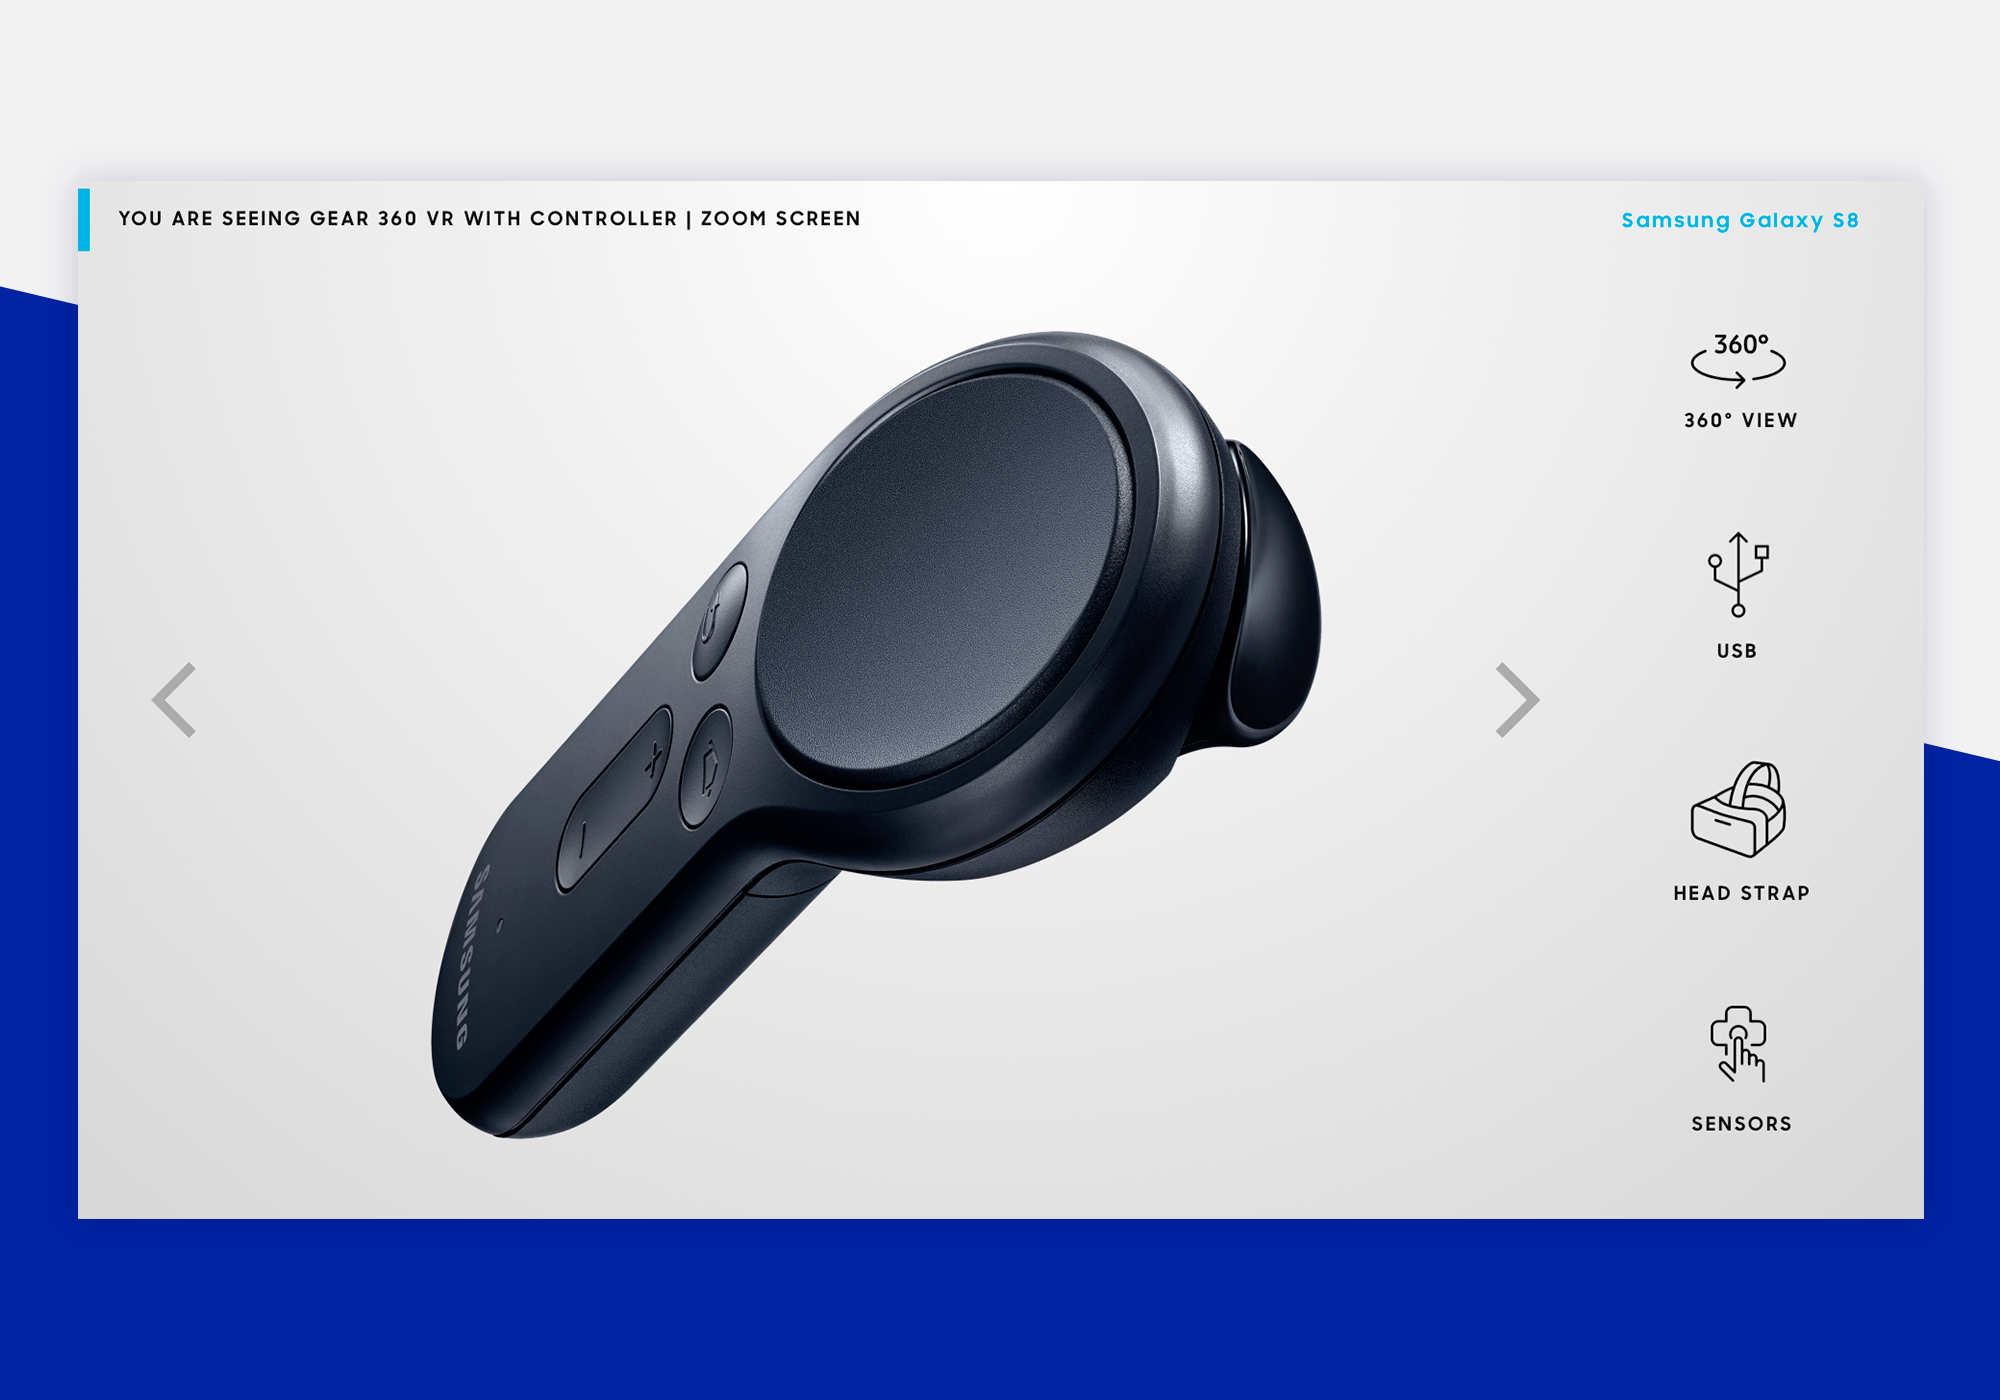 YOU ARE SEEING GEAR 360 VR WITH CONTROLLER | ZOOM SCREEN
Samsung Galaxy S8
360°
360° VIEW
USB
HEAD STRAP
SENSORS
SAMSUNG